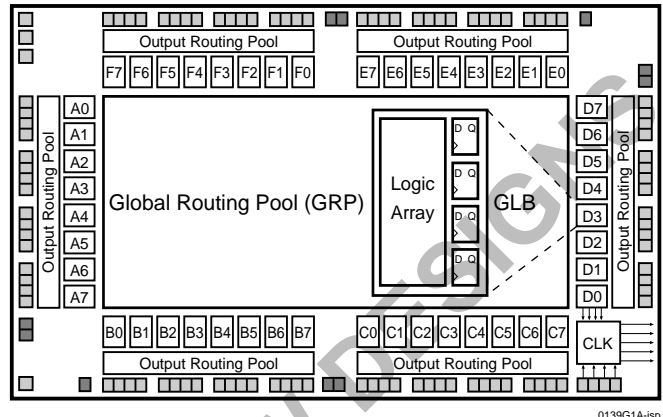 Output Routing Pool Output Routing Pool
F7 F6 F5 F4 F3 F2 F1 F0 E7 E6 E5 E4 E3 E2 E1 E0
Output Routing Pool
A0
A1
A2
A3
A4
A5
A6
A7
Global Routing Pool (GRP)
Logic
Array
D Q
D Q
D Q
D Q
GLB
D7
D6
D5
D4
D3
D2
D1
D0
Output Routing Pool
CLK
B0 B1 B2 B3 B4 B5 B6 B7 C0 C1 C2 C3 C4 C5 C6 C7
Output Routing Pool Output Routing Pool
DESIGNS
0139G1A-isp